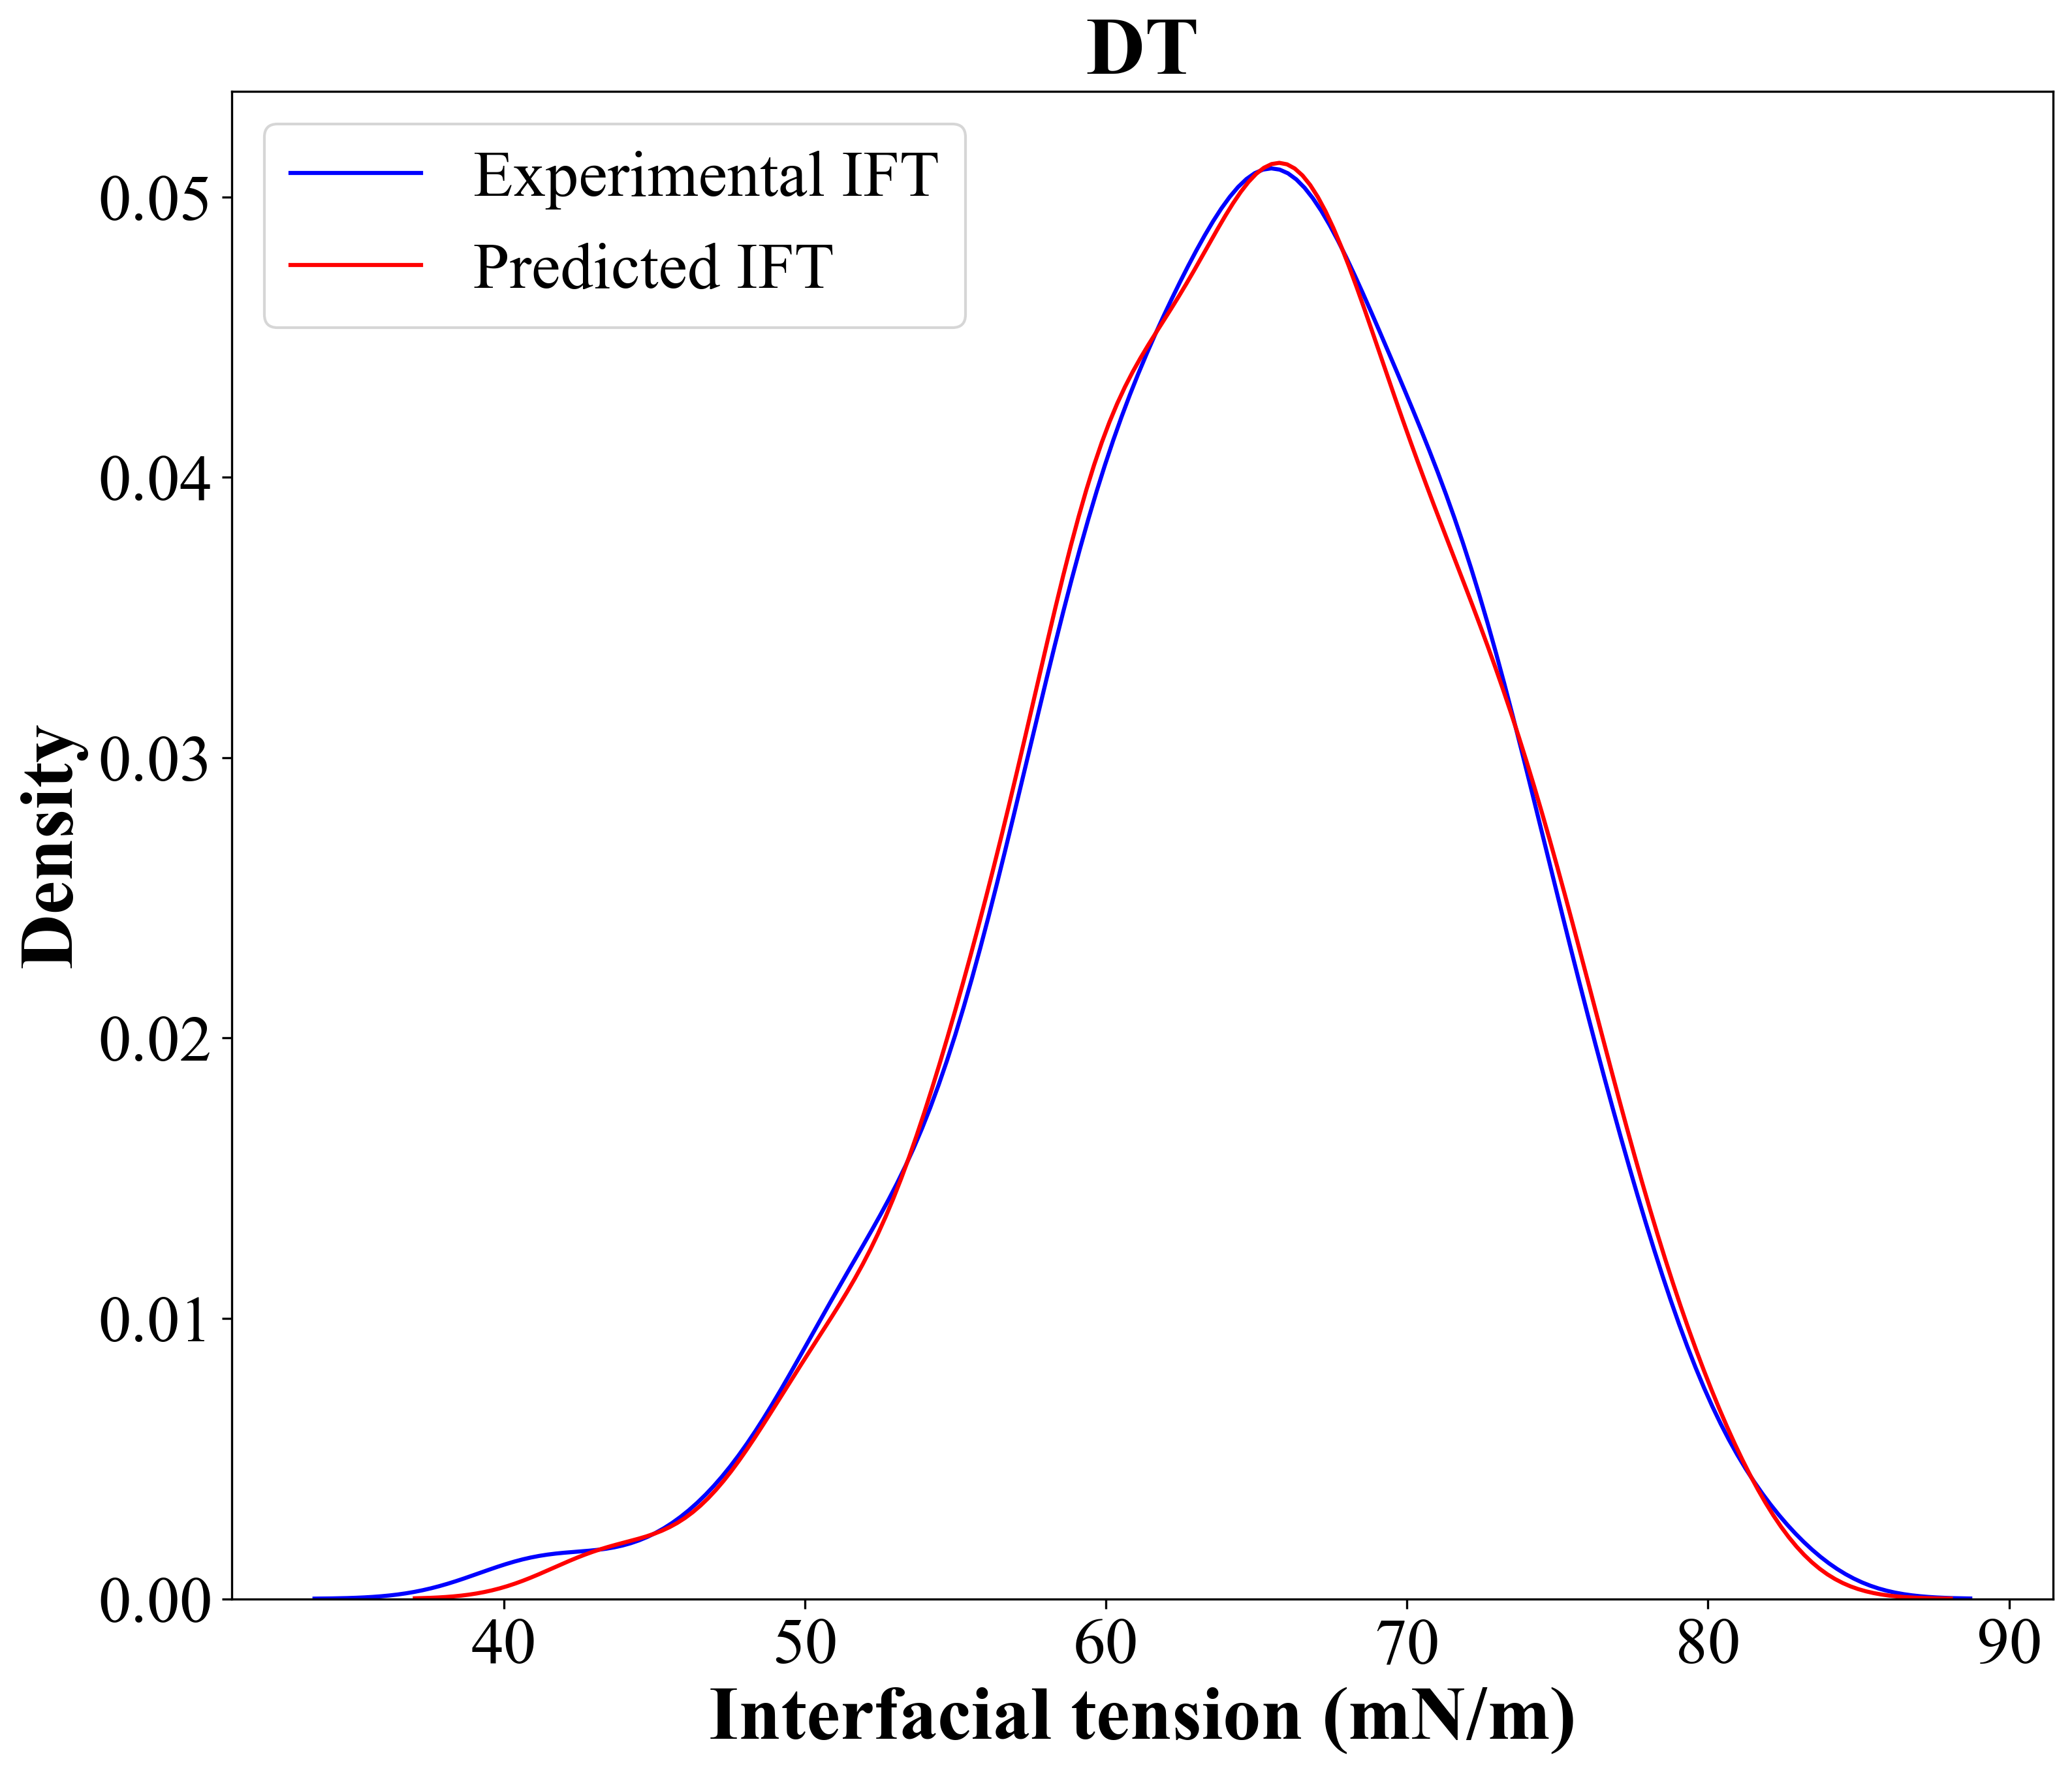 DT
Experimental IFT
Predicted IFT
Density
0.05
0.04
0.03
0.02
0.01
0.00
40 50 60 70 80 90
Interfacial tension (mN/m)